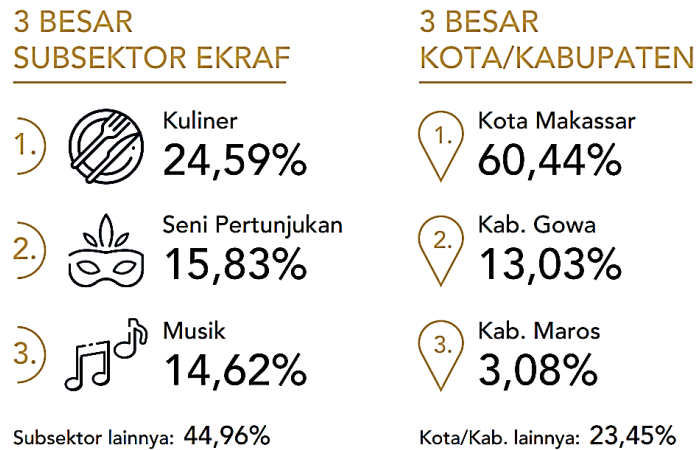 3 BESAR
SUBSEKTOR EKRAF
1.
Kuliner
24,59%
2.
Seni Pertunjukan
15,83%
3.
Musik
14,62%
Subsektor lainnya: 44,96%
3 BESAR
KOTA/KABUPATEN
1.
Kota Makassar
60,44%
2.
Kab. Gowa
13,03%
3.
Kab. Maros
3,08%
Kota/Kab. lainnya: 23,45%